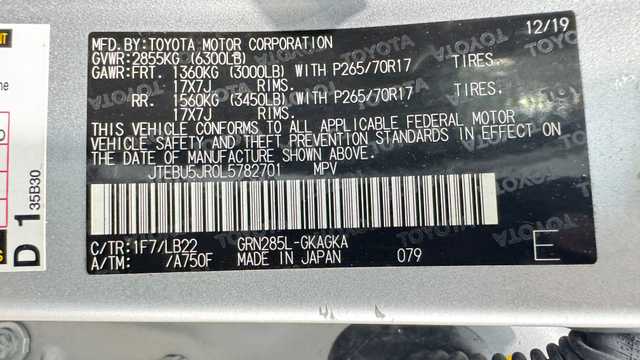 12/19
MFD.BY:TOYOTA MOTOR CORPORATION
GVWR:2855KG (6300LB)
GAWR:FRT. 1360KG (3000LB) WITH P265/70R17 TIRES.
17X7J RIMS.
RR. 1560KG (3450LB) WITH P265/70R17 TIRES.
17X7J RIMS.
THIS VEHICLE CONFORMS TO ALL APPLICABLE FEDERAL MOTOR
VEHICLE SAFETY AND THEFT PREVENTION STANDARDS IN EFFECT ON
THE DATE OF MANUFACTURE SHOWN ABOVE.
JTEBU5JR0L5782701 MPV
C/TR:1F7/LB22 GRN285L-GKAGKA
A/TM: /A750F MADE IN JAPAN 079 E
D 1
35B30